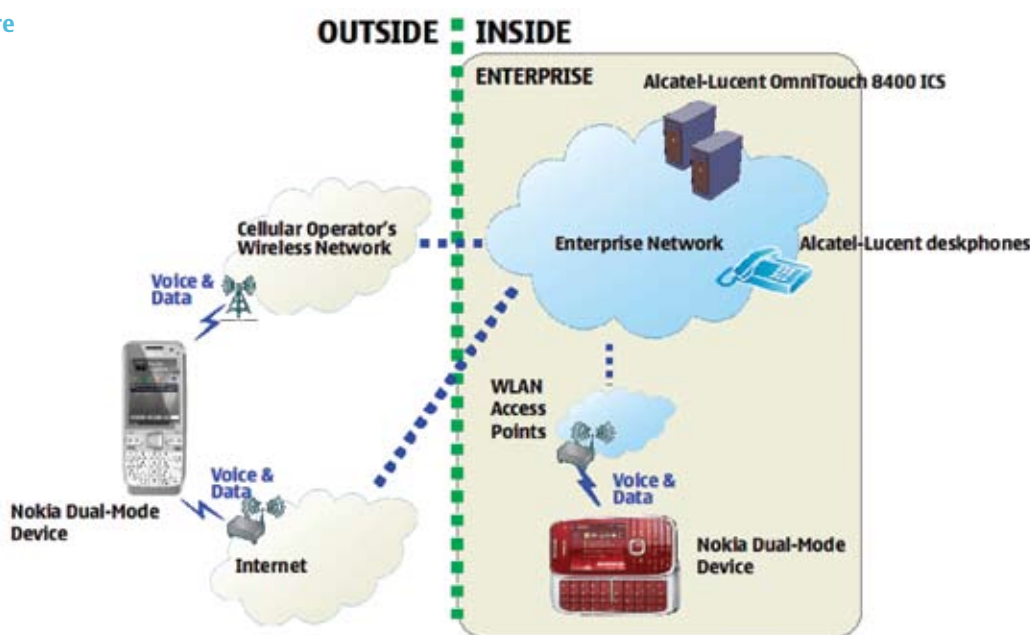 re
OUTSIDE
INSIDE
ENTERPRISE
Alcatel-Lucent OmniTouch 8400 ICS
Cellular Operator's
Wireless Network
Enterprise Network
Alcatel-Lucent deskphones
Voice &
Data
WLAN
Access
Points
Voice &
Data
Nokia Dual-Mode
Device
Internet
Voice &
Data
Nokia Dual-Mode
Device